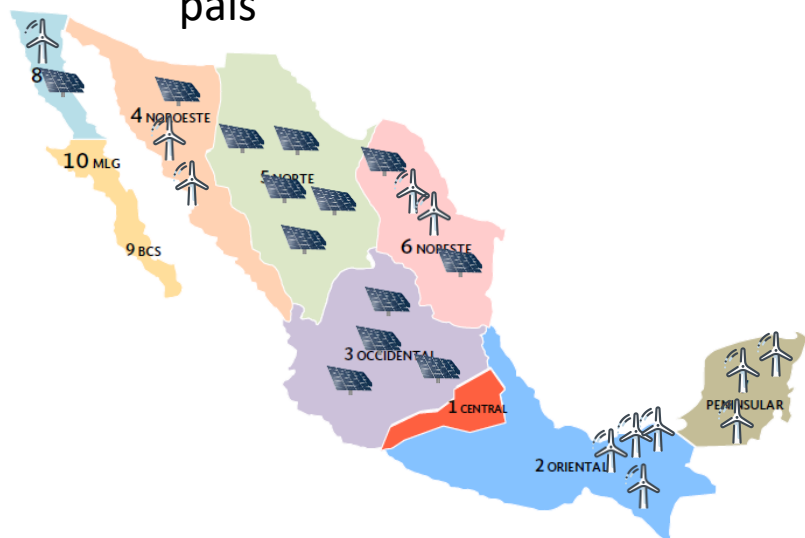 país
8
4 NOROESTE
10 MLG
5 NORTE
9 BCS
6 NORESTE
3 OCCIDENTAL
1 CENTRAL
PENINSULAR
2 ORIENTAL